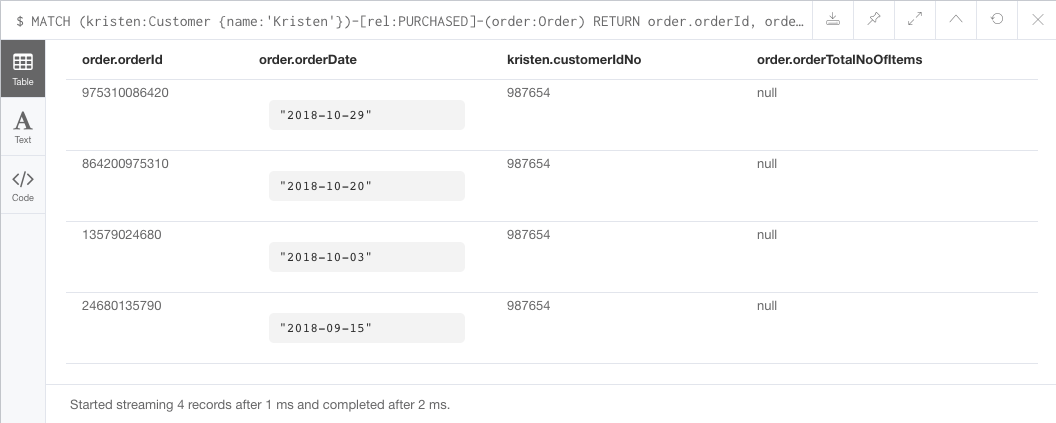 $ MATCH (kristen:Customer {name:'Kristen'})-[rel:PURCHASED]-(order:Order) RETURN order.orderId, orde…
Table
Text
Code
order.orderId order.orderDate kristen.customerIdNo order.orderTotalNoOfItems
975310086420 "2018-10-29" 987654 null
864200975310 "2018-10-20" 987654 null
13579024680 "2018-10-03" 987654 null
24680135790 "2018-09-15" 987654 null
Started streaming 4 records after 1 ms and completed after 2 ms.